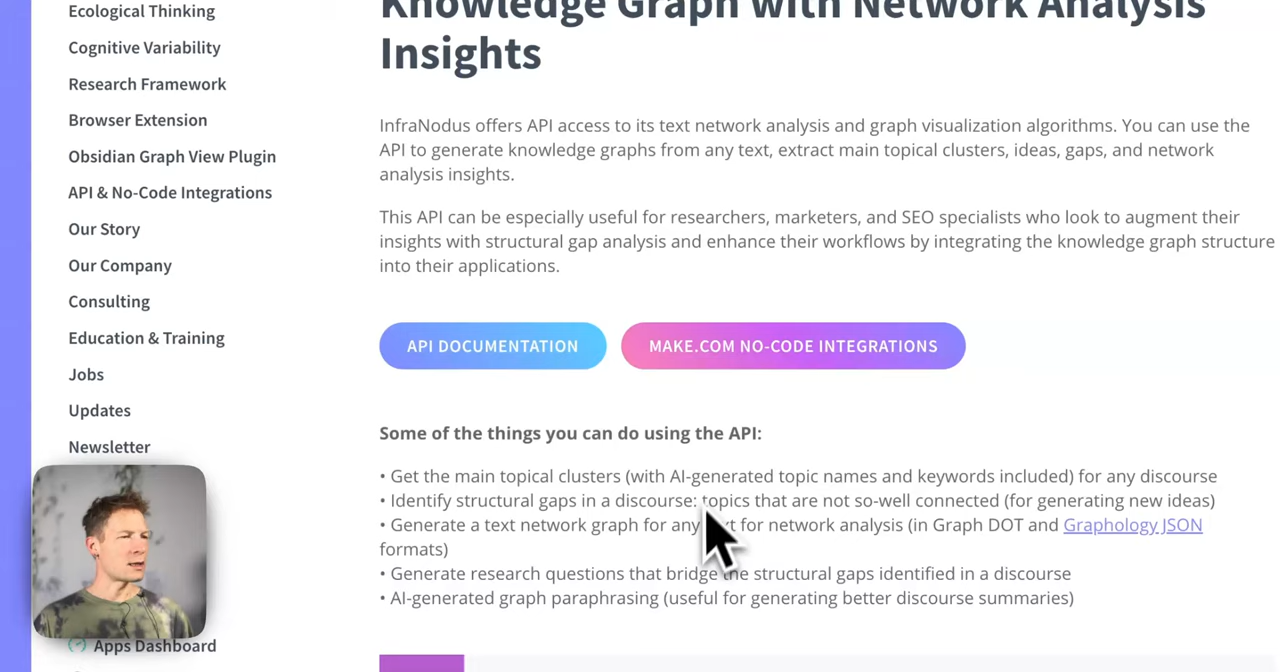 Ecological Thinking
Cognitive Variability
Research Framework
Browser Extension
Obsidian Graph View Plugin
API & No-Code Integrations
Our Story
Our Company
Consulting
Education & Training
Jobs
Updates
Newsletter
Apps Dashboard
Knowledge Graph with Network Analysis
Insights
InfraNodus offers API access to its text network analysis and graph visualization algorithms. You can use the
API to generate knowledge graphs from any text, extract main topical clusters, ideas, gaps, and network
analysis insights.
This API can be especially useful for researchers, marketers, and SEO specialists who look to augment their
insights with structural gap analysis and enhance their workflows by integrating the knowledge graph structure
into their applications.
API DOCUMENTATION
MAKE.COM NO-CODE INTEGRATIONS
Some of the things you can do using the API:
• Get the main topical clusters (with AI-generated topic names and keywords included) for any discourse
• Identify structural gaps in a discourse: topics that are not so-well connected (for generating new ideas)
• Generate a text network graph for any text for network analysis (in Graph DOT and Graphology JSON
formats)
• Generate research questions that bridge the structural gaps identified in a discourse
• AI-generated graph paraphrasing (useful for generating better discourse summaries)